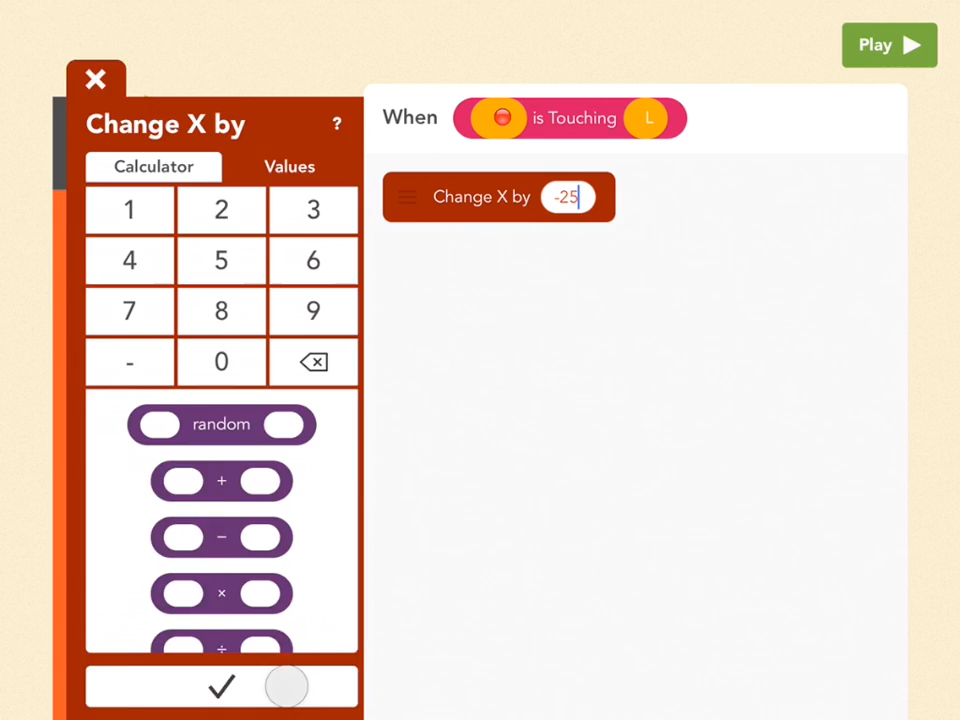 Play
Change X by ?
When is Touching L
Calculator Values
Change X by -25
1 2 3
4 5 6
7 8 9
- 0
random
+
−
×
÷